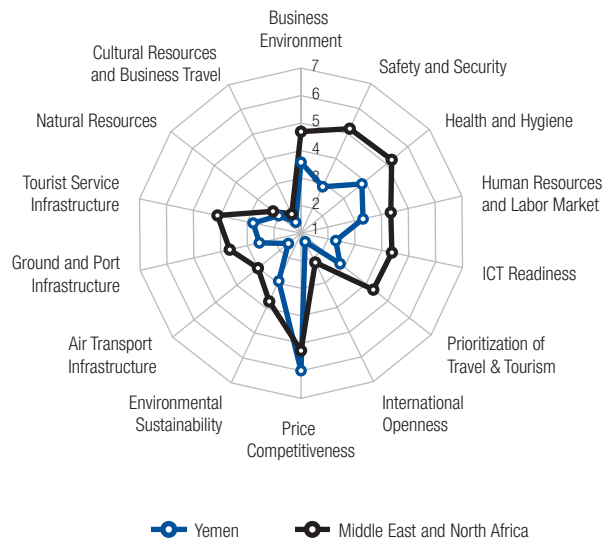 Business
Environment
Cultural Resources
and Business Travel
Safety and Security
Natural Resources
Health and Hygiene
Tourist Service
Infrastructure
Human Resources
and Labor Market
Ground and Port
Infrastructure
ICT Readiness
Air Transport
Infrastructure
Prioritization of
Travel & Tourism
Environmental
Sustainability
International
Openness
Price
Competitiveness
7
6
5
4
3
2
1
Yemen
Middle East and North Africa